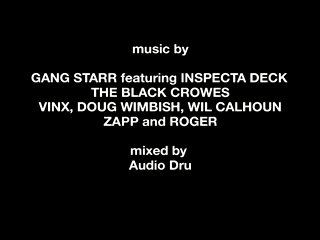 music by
GANG STARR featuring INSPECTA DECK
THE BLACK CROWES
VINX, DOUG WIMBISH, WIL CALHOUN
ZAPP and ROGER
mixed by
Audio Dru